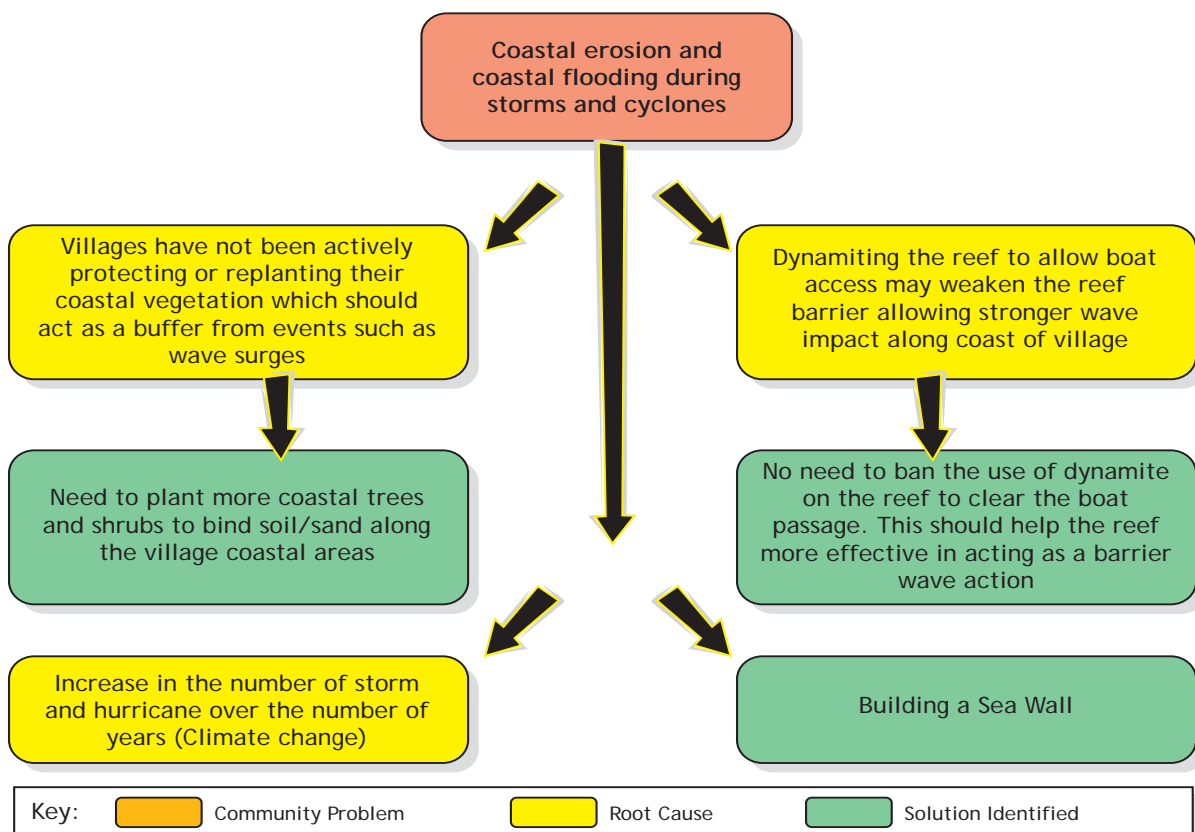 Coastal erosion and
coastal flooding during
storms and cyclones
Villages have not been actively
protecting or replanting their
coastal vegetation which should
act as a buffer from events such as
wave surges
Dynamiting the reef to allow boat
access may weaken the reef
barrier allowing stronger wave
impact along coast of village
Need to plant more coastal trees
and shrubs to bind soil/sand along
the village coastal areas
No need to ban the use of dynamite
on the reef to clear the boat
passage. This should help the reef
more effective in acting as a barrier
wave action
Increase in the number of storm
and hurricane over the number of
years (Climate change)
Building a Sea Wall
Key: Community Problem Root Cause Solution Identified